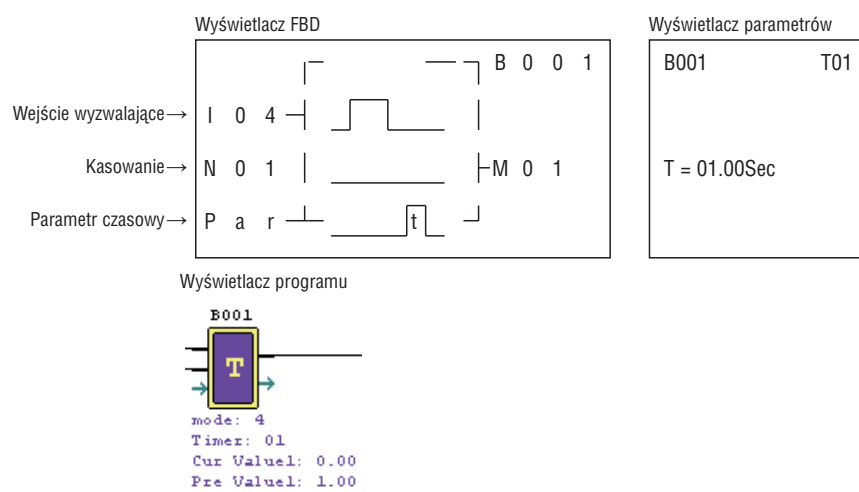 Wyświetlacz FBD
B 0 0 1
Wejście wyzwalające→ I 0 4
Kasowanie→ N 0 1
M 0 1
Parametr czasowy→ P a r
t
Wyświetlacz parametrów
B001 T01
T = 01.00Sec
Wyświetlacz programu
B001
T
mode: 4
Timer: 01
Cur Value1: 0.00
Pre Value1: 1.00